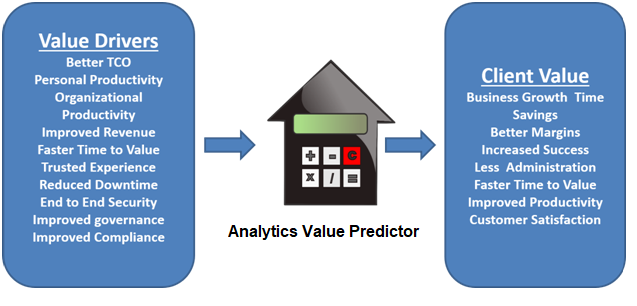 Value Drivers
Better TCO
Personal Productivity
Organizational
Productivity
Improved Revenue
Faster Time to Value
Trusted Experience
Reduced Downtime
End to End Security
Improved governance
Improved Compliance
+ - C
x / =
Analytics Value Predictor
Client Value
Business Growth Time
Savings
Better Margins
Increased Success
Less Administration
Faster Time to Value
Improved Productivity
Customer Satisfaction